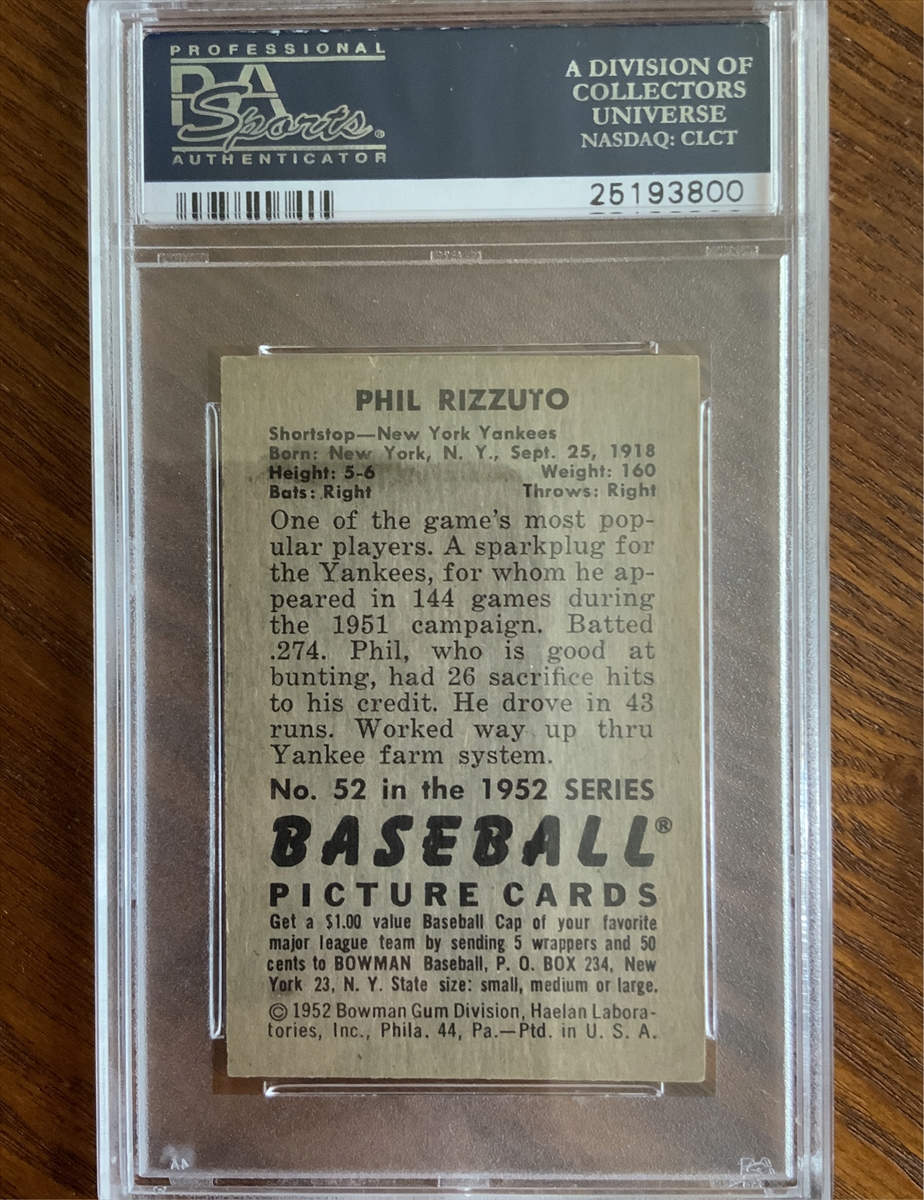 PROFESSIONAL
PSA
Sports®
AUTHENTICATOR
A DIVISION OF
COLLECTORS
UNIVERSE
NASDAQ: CLCT
25193800
PHIL RIZZUTO
Shortstop—New York Yankees
Born: New York, N. Y., Sept. 25, 1918
Height: 5-6 Weight: 160
Bats: Right Throws: Right
One of the game's most pop-
ular players. A sparkplug for
the Yankees, for whom he ap-
peared in 144 games during
the 1951 campaign. Batted
.274. Phil, who is good at
bunting, had 26 sacrifice hits
to his credit. He drove in 43
runs. Worked way up thru
Yankee farm system.
No. 52 in the 1952 SERIES
BASEBALL®
PICTURE CARDS
Get a $1.00 value Baseball Cap of your favorite
major league team by sending 5 wrappers and 50
cents to BOWMAN Baseball, P. O. BOX 234, New
York 23, N. Y. State size: small, medium or large.
© 1952 Bowman Gum Division, Haelan Labora-
tories, Inc., Phila. 44, Pa.—Ptd. in U. S. A.